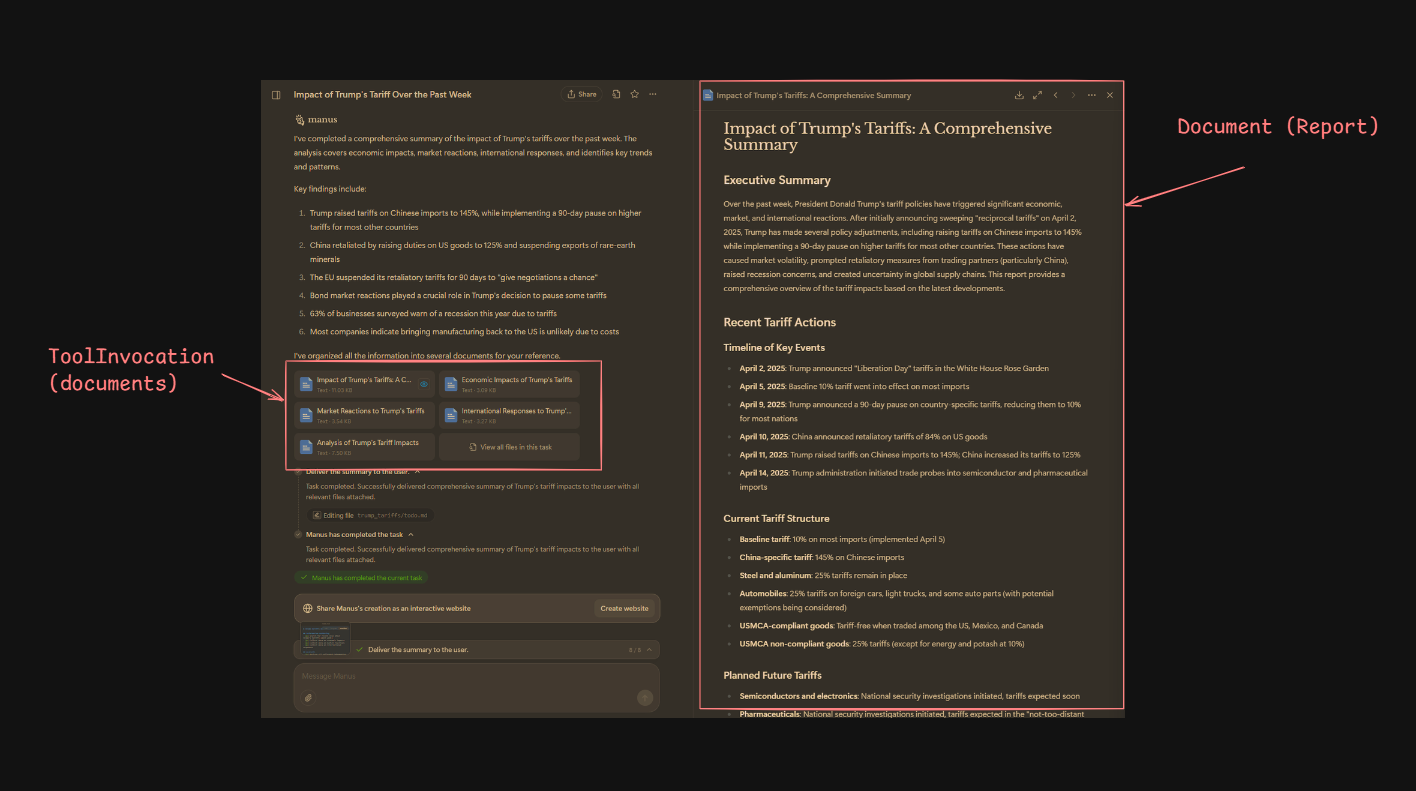 Impact of Trump's Tariff Over the Past Week
Share
manus
I've completed a comprehensive summary of the impact of Trump's tariffs over the past week. The
analysis covers economic impacts, market reactions, international responses, and identifies key trends
and patterns.
Key findings include:
1. Trump raised tariffs on Chinese imports to 145%, while implementing a 90-day pause on higher
tariffs for most other countries
2. China retaliated by raising duties on US goods to 125% and suspending exports of rare-earth
minerals
3. The EU suspended its retaliatory tariffs for 90 days to "give negotiations a chance"
4. Bond market reactions played a crucial role in Trump's decision to pause some tariffs
5. 63% of businesses surveyed warn of a recession this year due to tariffs
6. Most companies indicate bringing manufacturing back to the US is unlikely due to costs
I've organized all the information into several documents for your reference.
ToolInvocation
(documents)
Impact of Trump's Tariffs: A C...
Economic Impacts of Trump's Tariffs
Market Reactions to Trump's Tariffs
International Responses to Trump'...
Analysis of Trump's Tariff Impacts
View all files in this task
Deliver the summary to the user.
Task completed. Successfully delivered comprehensive summary of Trump's tariff impacts to the user with all
relevant files attached.
Editing file trump_tariffs/todo.md
Manus has completed the task
Task completed. Successfully delivered comprehensive summary of Trump's tariff impacts to the user with all
relevant files attached.
Manus has completed the current task
Share Manus's creation as an interactive website
Create website
Deliver the summary to the user.
Message Manus
Impact of Trump's Tariffs: A Comprehensive Summary
Document (Report)
Impact of Trump's Tariffs: A Comprehensive
Summary
Executive Summary
Over the past week, President Donald Trump's tariff policies have triggered significant economic,
market, and international reactions. After initially announcing sweeping "reciprocal tariffs" on April 2,
2025, Trump has made several policy adjustments, including raising tariffs on Chinese imports to 145%
while implementing a 90-day pause on higher tariffs for most other countries. These actions have
caused market volatility, prompted retaliatory measures from trading partners (particularly China),
raised recession concerns, and created uncertainty in global supply chains. This report provides a
comprehensive overview of the tariff impacts based on the latest developments.
Recent Tariff Actions
Timeline of Key Events
April 2, 2025: Trump announced "Liberation Day" tariffs in the White House Rose Garden
April 5, 2025: Baseline 10% tariff went into effect on most imports
April 9, 2025: Trump announced a 90-day pause on country-specific tariffs, reducing them to 10%
for most nations
April 10, 2025: China announced retaliatory tariffs of 84% on US goods
April 11, 2025: Trump raised tariffs on Chinese imports to 145%; China increased its tariffs to 125%
April 14, 2025: Trump administration initiated trade probes into semiconductor and pharmaceutical
imports
Current Tariff Structure
Baseline tariff: 10% on most imports (implemented April 5)
China-specific tariff: 145% on Chinese imports
Steel and aluminum: 25% tariffs remain in place
Automobiles: 25% tariffs on foreign cars, light trucks, and some auto parts (with potential
exemptions being considered)
USMCA-compliant goods: Tariff-free when traded among the US, Mexico, and Canada
USMCA non-compliant goods: 25% tariffs (except for energy and potash at 10%)
Planned Future Tariffs
Semiconductors and electronics: National security investigations initiated, tariffs expected soon
Pharmaceuticals: National security investigations initiated, tariffs expected in the "not-too-distant